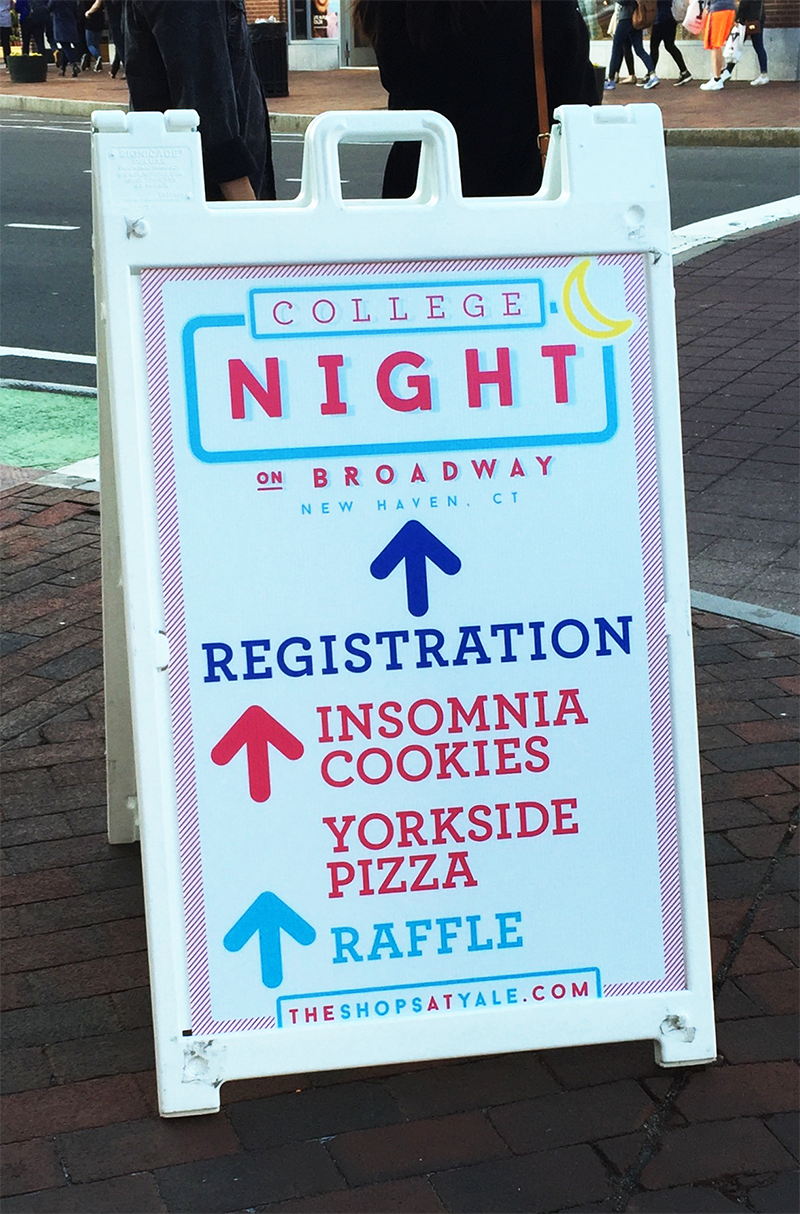 COLLEGE
NIGHT
ON BROADWAY
NEW HAVEN, CT
REGISTRATION
INSOMNIA
COOKIES
YORKSIDE
PIZZA
RAFFLE
THESHOPSATYALE.COM